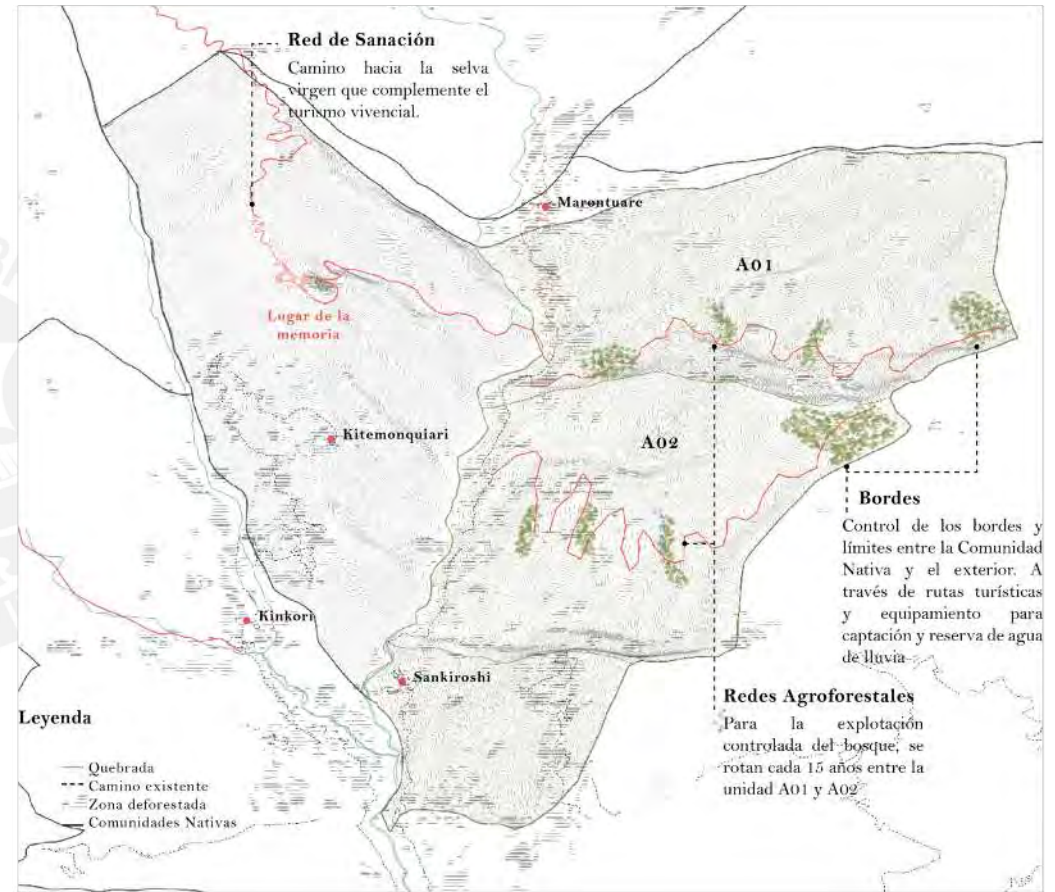 Red de Sanación
Camino hacia la selva
virgen que complemente el
turismo vivencial.
Marontuare
A01
Lugar de la
memoria
Kitemonquiari
A02
Bordes
Control de los bordes y
límites entre la Comunidad
Nativa y el exterior. A
través de rutas turísticas
y equipamiento para
captación y reserva de agua
de lluvia
Kinkori
Sankiroshi
Redes Agroforestales
Para la explotación
controlada del bosque, se
rotan cada 15 años entre la
unidad A01 y A02
Leyenda
Quebrada
Camino existente
Zona deforestada
Comunidades Nativas